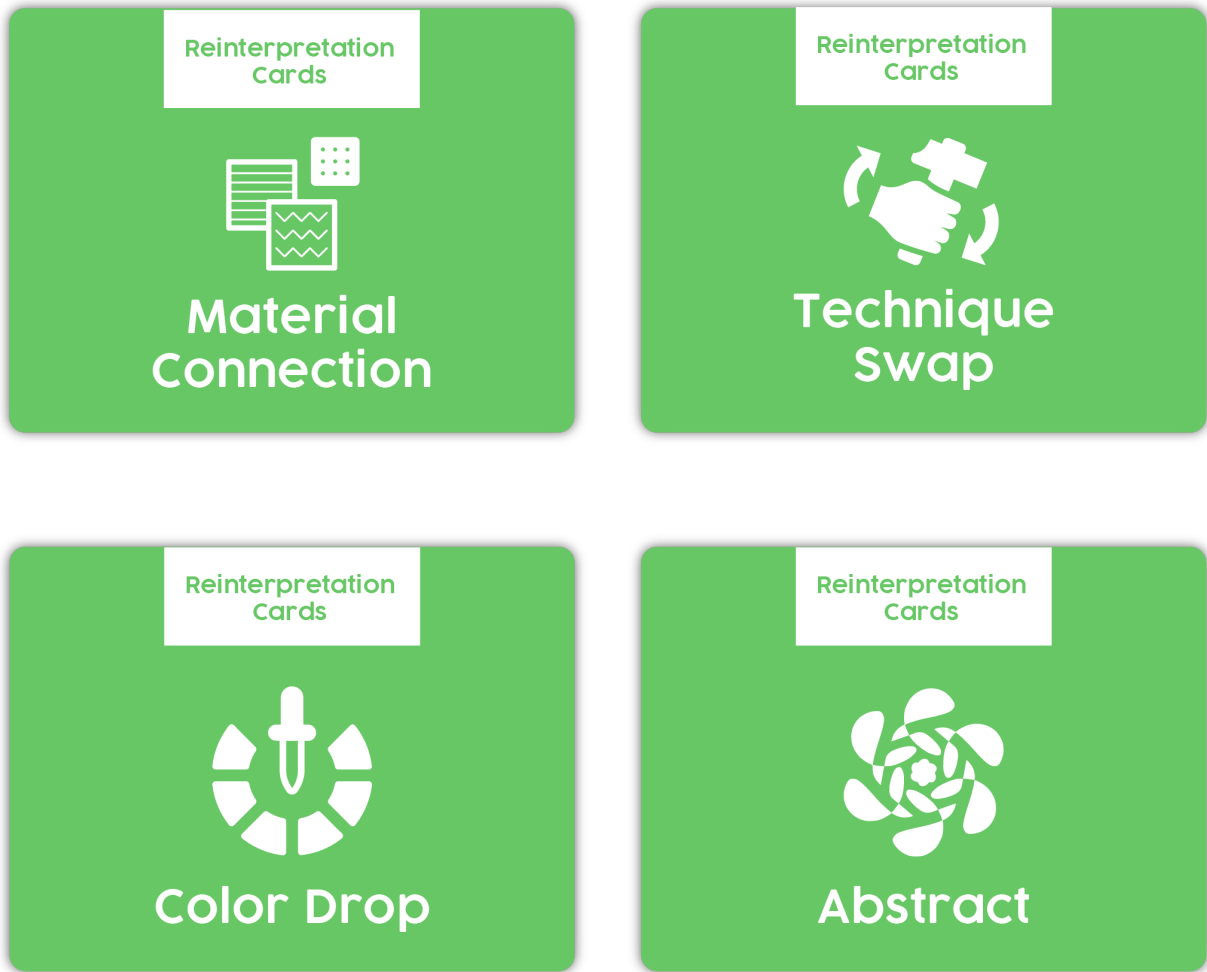 Reinterpretation
Cards
Material
Connection
Reinterpretation
Cards
Technique
Swap
Reinterpretation
Cards
Color Drop
Reinterpretation
Cards
Abstract